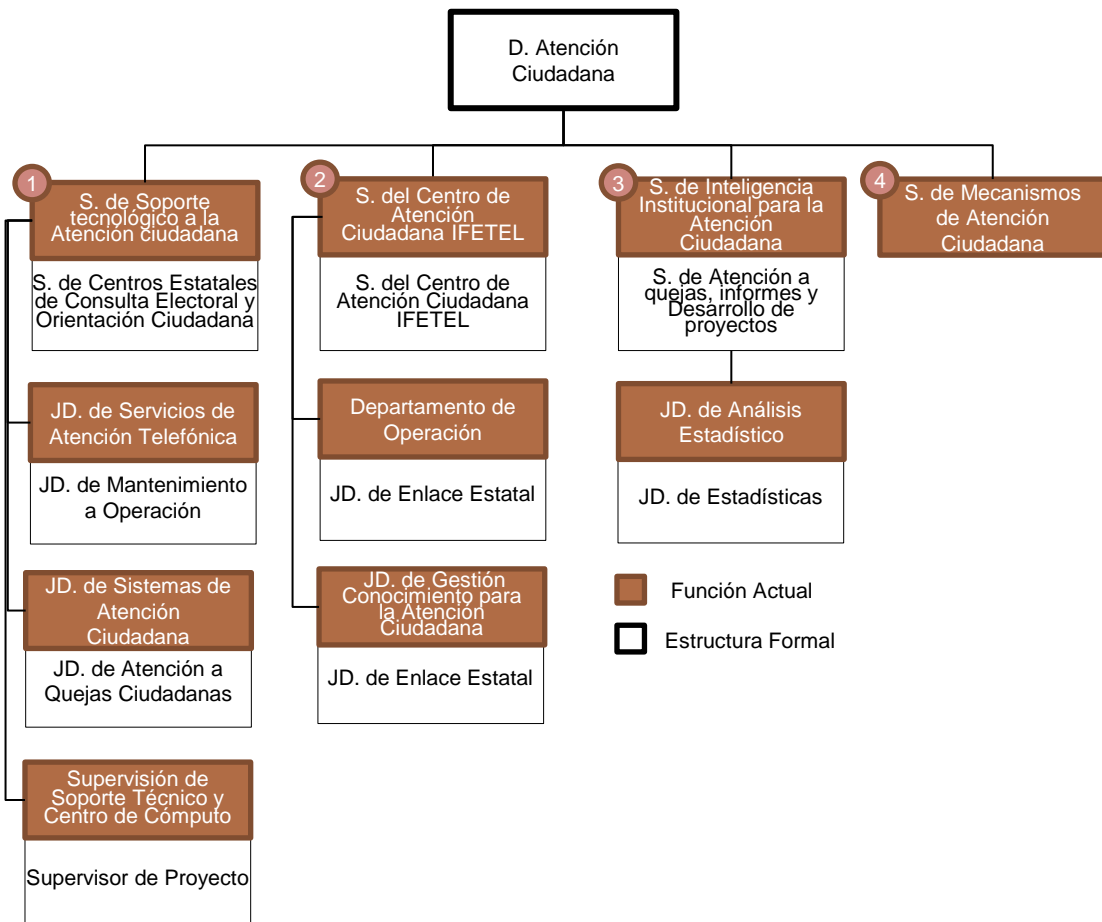 D. Atención
Ciudadana
1
S. de Soporte
tecnológico a la
Atención ciudadana
S. de Centros Estatales
de Consulta Electoral y
Orientación Ciudadana
JD. de Servicios de
Atención Telefónica
JD. de Mantenimiento
a Operación
JD. de Sistemas de
Atención
Ciudadana
JD. de Atención a
Quejas Ciudadanas
Supervisión de
Soporte Técnico y
Centro de Cómputo
Supervisor de Proyecto
2
S. del Centro de
Atención
Ciudadana IFETEL
S. del Centro de
Atención Ciudadana
IFETEL
Departamento de
Operación
JD. de Enlace Estatal
JD. de Gestión
Conocimiento para
la Atención
Ciudadana
JD. de Enlace Estatal
3
S. de Inteligencia
Institucional para la
Atención
Ciudadana
S. de Atención a
quejas, informes y
Desarrollo de
proyectos
JD. de Análisis
Estadístico
JD. de Estadísticas
4
S. de Mecanismos
de Atención
Ciudadana
Función Actual
Estructura Formal